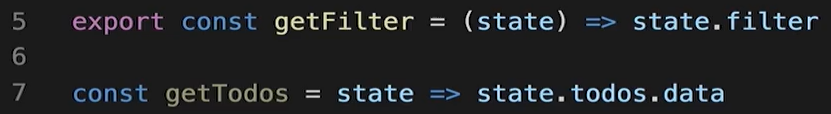 5 export const getFilter = (state) => state.filter
6
7 const getTodos = state => state.todos.data